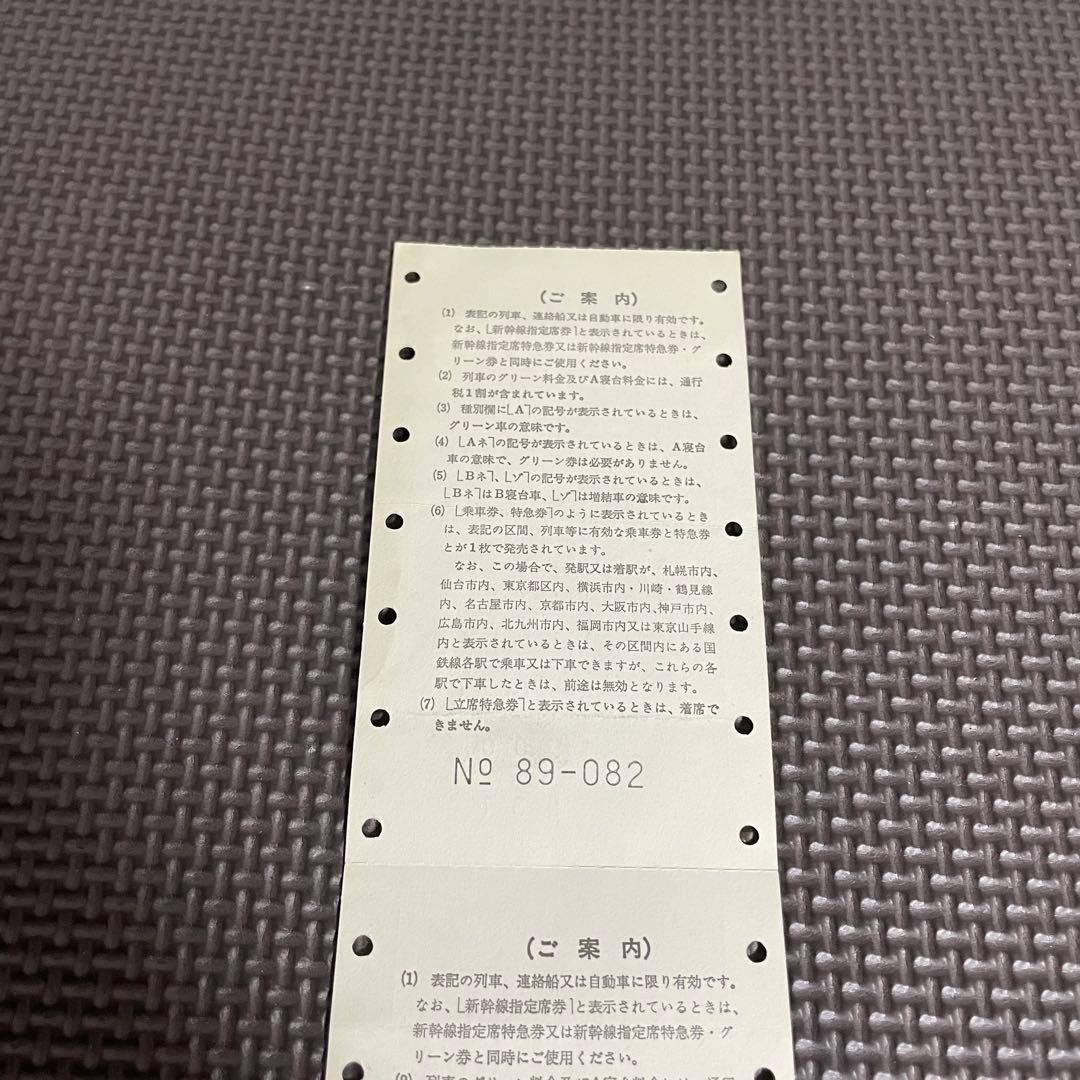 (ご案内)
(1) 表記の列車、連絡船又は自動車に限り有効です。
なお、「新幹線指定席券」と表示されているときは、
新幹線指定席特急券又は新幹線指定席特急券・グ
リーン券と同時にご使用ください。
(2) 列車のグリーン料金及びA寝台料金には、通行
税1割が含まれています。
(3) 種別欄に「A」の記号が表示されているときは、
グリーン車の意味です。
(4) 「Aネ」の記号が表示されているときは、A寝台
車の意味で、グリーン券は必要がありません。
(5) 「Bネ」、「ゾ」の記号が表示されているときは、
「Bネ」はB寝台車、「ゾ」は増結車の意味です。
(6) 「乗車券、特急券」のように表示されているとき
は、表記の区間、列車等に有効な乗車券と特急券
とが1枚で発売されています。
なお、この場合で、発駅又は着駅が、札幌市内、
仙台市内、東京都区内、横浜市内・川崎・鶴見線
内、名古屋市内、京都市内、大阪市内、神戸市内、
広島市内、北九州市内、福岡市内又は東京山手線
内と表示されているときは、その区間内にある国
鉄線各駅で乗車又は下車できますが、これらの各
駅で下車したときは、前途は無効となります。
(7) 「立席特急券」と表示されているときは、着席で
きません。
№ 89-082
(ご案内)
(1) 表記の列車、連絡船又は自動車に限り有効です。
なお、「新幹線指定席券」と表示されているときは、
新幹線指定席特急券又は新幹線指定席特急券・グ
リーン券と同時にご使用ください。
(2) 列車のグリーン料金及びA寝台料金には、通行